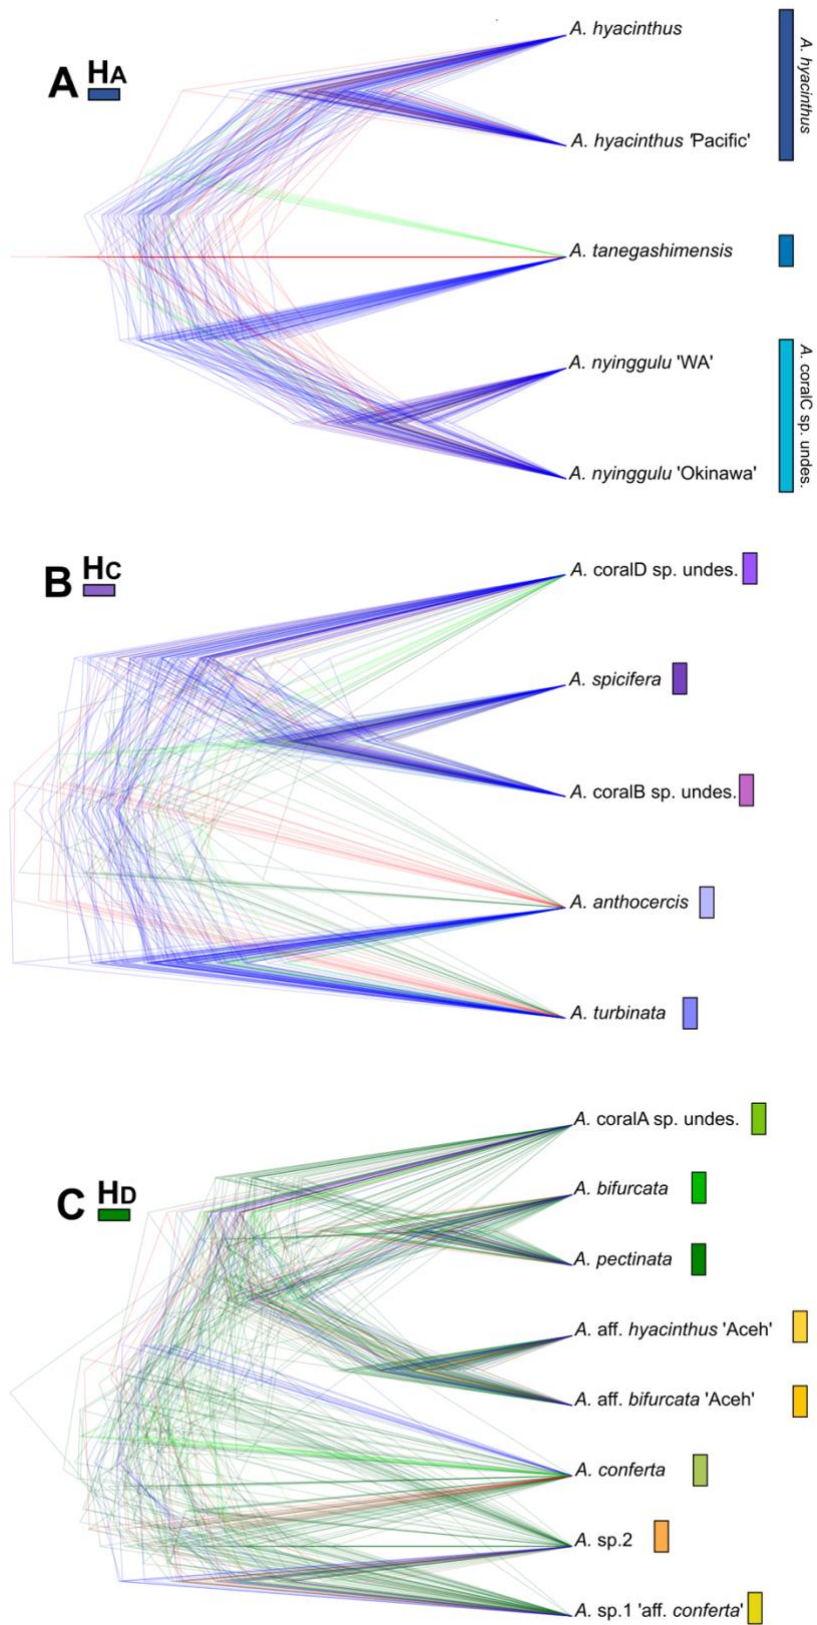 A HA
A. hyacinthus
A. hyacinthus 'Pacific'
A. tanegashimensis
A. nyinggulu 'WA'
A. nyinggulu 'Okinawa'
A. hyacinthus
A. coralC sp. undes.
B HC
A. coralD sp. undes.
A. spicifera
A. coralB sp. undes.
A. anthocercis
A. turbinata
C HD
A. coralA sp. undes.
A. bifurcata
A. pectinata
A. aff. hyacinthus 'Aceh'
A. aff. bifurcata 'Aceh'
A. conferta
A. sp.2
A. sp.1 'aff. conferta'